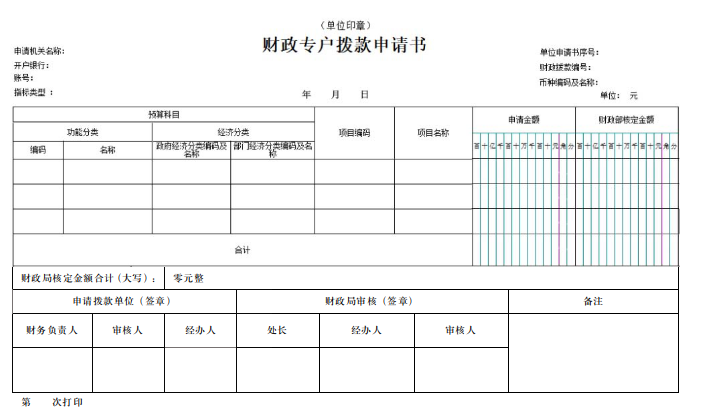 （单位印章）
财政专户拨款申请书
申请机关名称：
单位申请书序号：
开户银行：
财政拨款编号：
账号：
币种编码及名称：
指标类型：
年 月 日
单位： 元
预算科目
项目编码
项目名称
申请金额
财政部核定金额
功能分类
经济分类
编码
名称
政府经济分类编码及
名称
部门经济分类编码及名
称
百 十 亿 千 百 十 万 千 百 十 元 角 分
百 十 亿 千 百 十 万 千 百 十 元 角 分
合计
财政局核定金额合计（大写）：
零元整
申请拨款单位（签章）
财政局审核（签章）
备注
财务负责人
审核人
经办人
处长
经办人
审核人
第 次打印